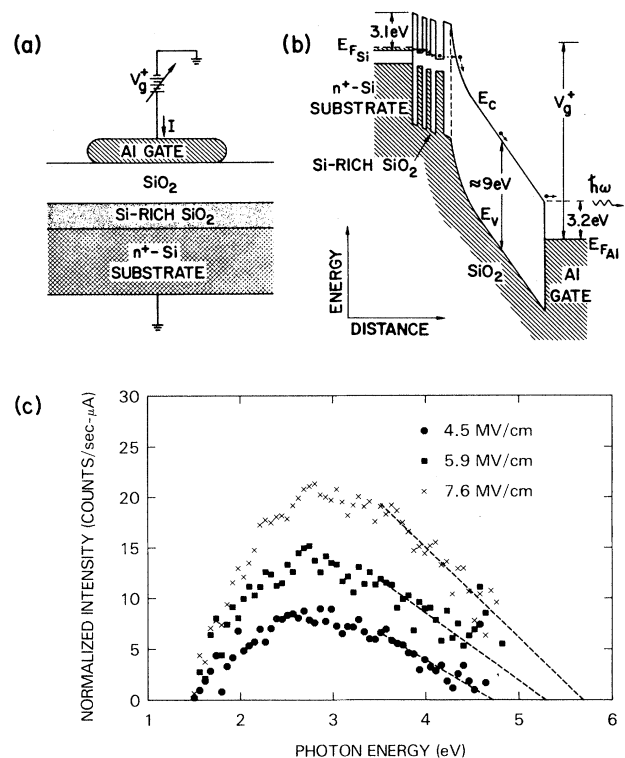 (a)
V_g^+
I
Al GATE
SiO₂
Si-RICH SiO₂
n⁺-Si
SUBSTRATE
(b)
3.1eV
E_F_Si
n⁺-Si
SUBSTRATE
Si-RICH SiO₂
E_C
V_g^+
≈9eV
ħω
3.2eV
E_V
E_F_Al
SiO₂
Al
GATE
ENERGY
DISTANCE
(c)
NORMALIZED INTENSITY (COUNTS/sec-μA)
30
25
20
15
10
5
0
4.5 MV/cm
5.9 MV/cm
7.6 MV/cm
1 2 3 4 5 6
PHOTON ENERGY (eV)